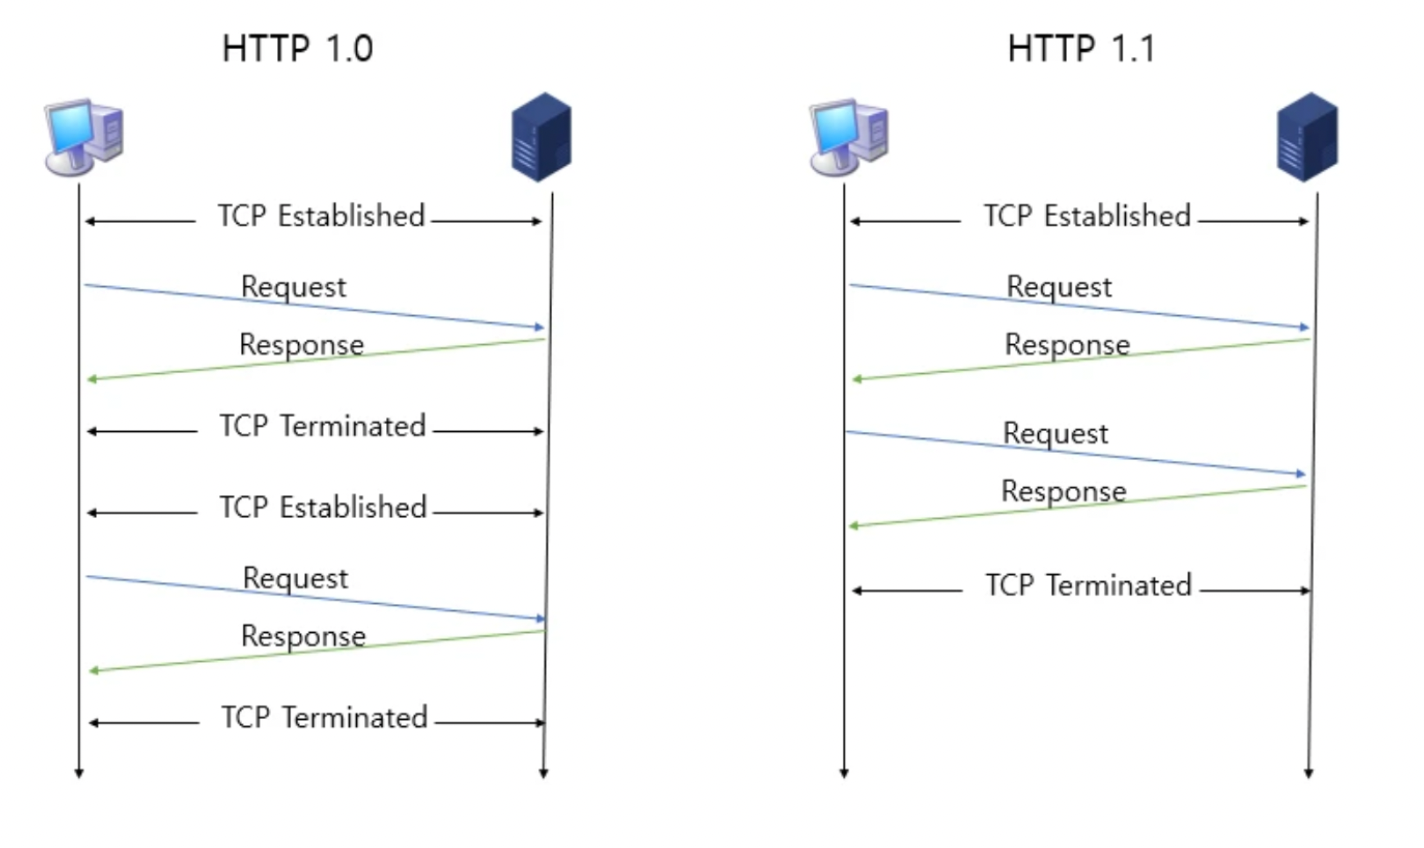 HTTP 1.0
TCP Established
Request
Response
TCP Terminated
TCP Established
Request
Response
TCP Terminated
HTTP 1.1
TCP Established
Request
Response
Request
Response
TCP Terminated